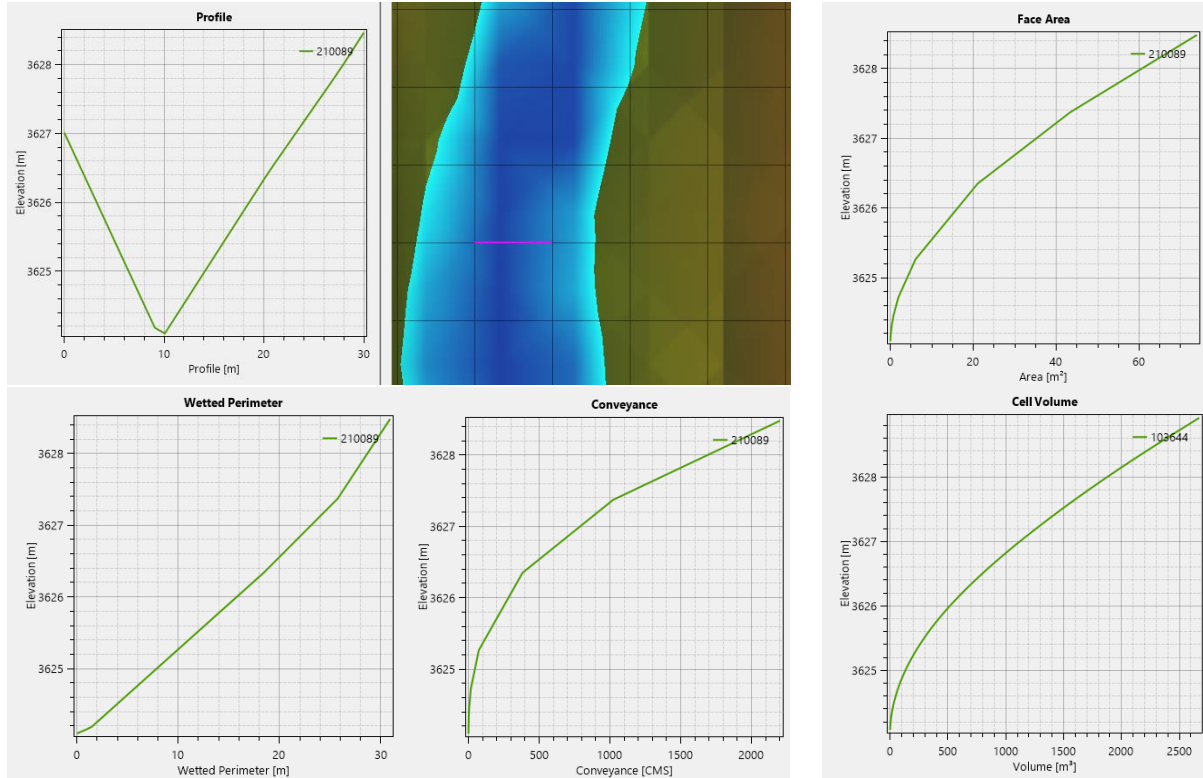 Profile
210089
3628
3627
3626
3625
Elevation [m]
0 10 20 30
Profile [m]
Face Area
210089
3628
3627
3626
3625
Elevation [m]
0 20 40 60
Area [m²]
Wetted Perimeter
210089
3628
3627
3626
3625
Elevation [m]
0 10 20 30
Wetted Perimeter [m]
Conveyance
210089
3628
3627
3626
3625
Elevation [m]
0 500 1000 1500 2000
Conveyance [CMS]
Cell Volume
103644
3628
3627
3626
3625
Elevation [m]
0 500 1000 1500 2000 2500
Volume [m³]